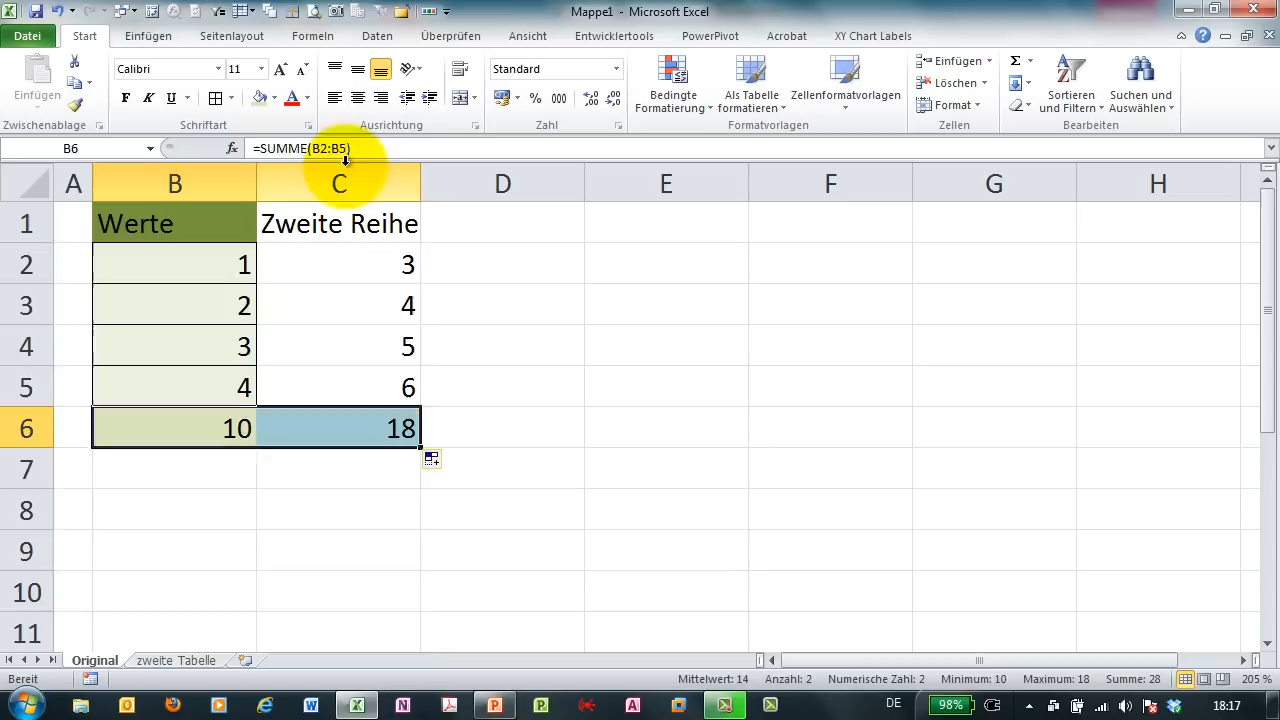 Mappe1 - Microsoft Excel
Datei Start Einfügen Seitenlayout Formeln Daten Überprüfen Ansicht Entwicklertools PowerPivot Acrobat XY Chart Labels
Einfügen
Zwischenablage
Calibri 11
F K U
Schriftart
Ausrichtung
Standard
% 000
Zahl
Bedingte Formatierung
Als Tabelle formatieren
Zellenformatvorlagen
Formatvorlagen
Einfügen
Löschen
Format
Zellen
Σ
Sortieren und Filtern
Suchen und Auswählen
Bearbeiten
B6 fx =SUMME(B2:B5)
A B C D E F G H
1 Werte Zweite Reihe
2 1 3
3 2 4
4 3 5
5 4 6
6 10 18
7
8
9
10
11
Original zweite Tabelle
Bereit Mittelwert: 14 Anzahl: 2 Numerische Zahl: 2 Minimum: 10 Maximum: 18 Summe: 28 205 %
DE 98% 18:17